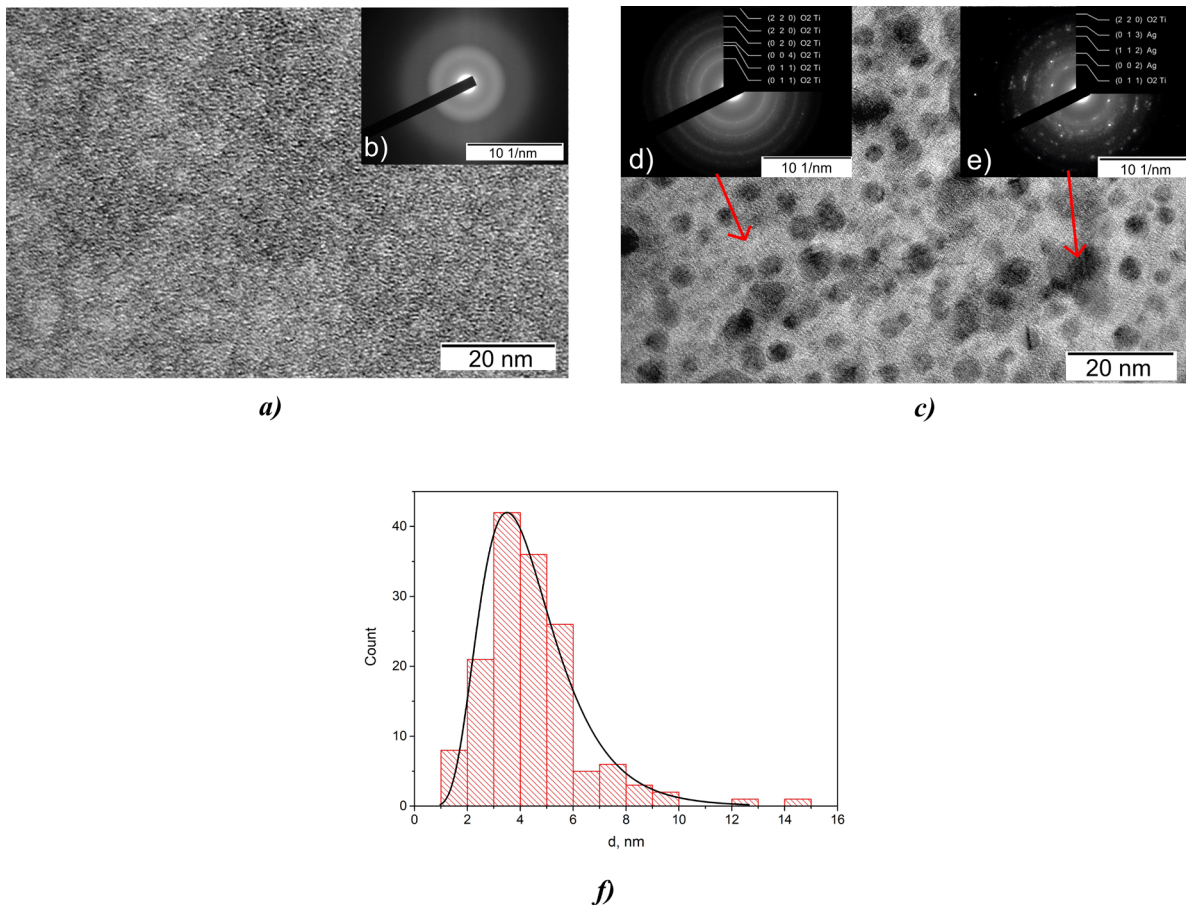 b)
10 1/nm
20 nm
a)
(2 2 0) O2 Ti
(2 2 0) O2 Ti
(0 2 0) O2 Ti
(0 0 4) O2 Ti
(0 1 1) O2 Ti
(0 1 1) O2 Ti
d)
10 1/nm
(2 2 0) O2 Ti
(0 1 3) Ag
(1 1 2) Ag
(0 0 2) Ag
(0 1 1) O2 Ti
e)
10 1/nm
20 nm
c)
Count
40
30
20
10
0
0 2 4 6 8 10 12 14 16
d, nm
f)